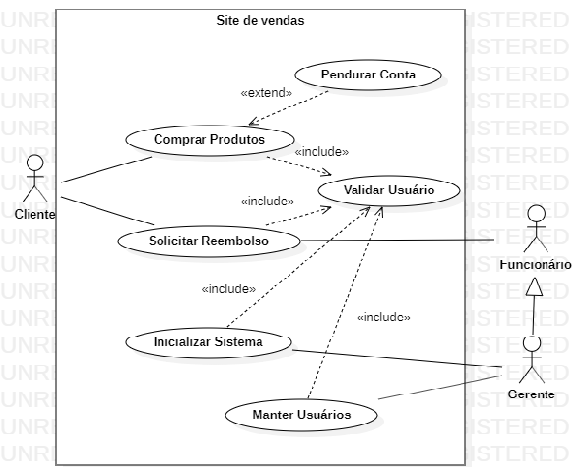 Site de vendas
Pendurar Conta
«extend»
Comprar Produtos
«include»
Validar Usuário
Cliente
«include»
Solicitar Reembolso
Funcionário
«include»
«include»
Inicializar Sistema
Gerente
Manter Usuários